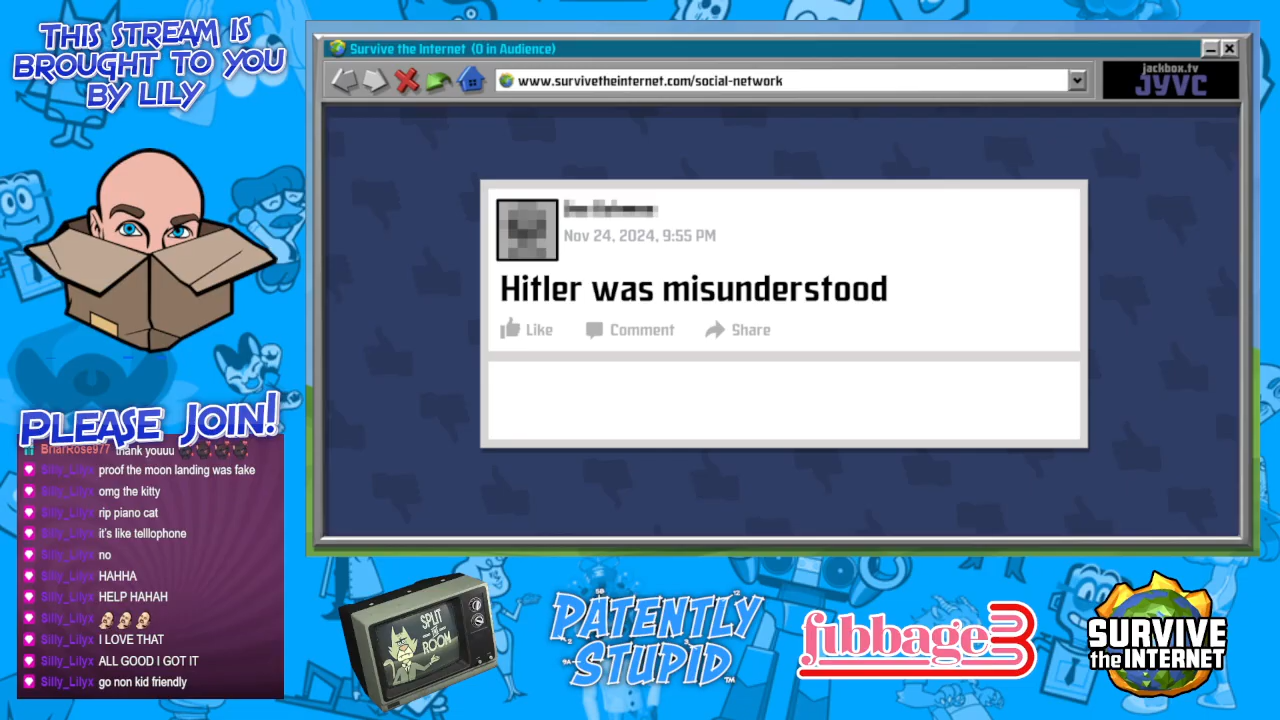 THIS STREAM IS
BROUGHT TO YOU
BY LILY
Survive the Internet (0 in Audience)
www.survivetheinternet.com/social-network
jackbox.tv
JYVC
Nov 24, 2024, 9:55 PM
Hitler was misunderstood
Like Comment Share
PLEASE JOIN!
BriarRose977 thank youuu
Silly_Lilyx proof the moon landing was fake
Silly_Lilyx omg the kitty
Silly_Lilyx rip piano cat
Silly_Lilyx it's like telllophone
Silly_Lilyx no
Silly_Lilyx HAHHA
Silly_Lilyx HELP HAHAH
Silly_Lilyx
Silly_Lilyx I LOVE THAT
Silly_Lilyx ALL GOOD I GOT IT
Silly_Lilyx go non kid friendly
SPLIT
THE
ROOM
PATENTLY
STUPID™
fibbage 3
SURVIVE
the INTERNET